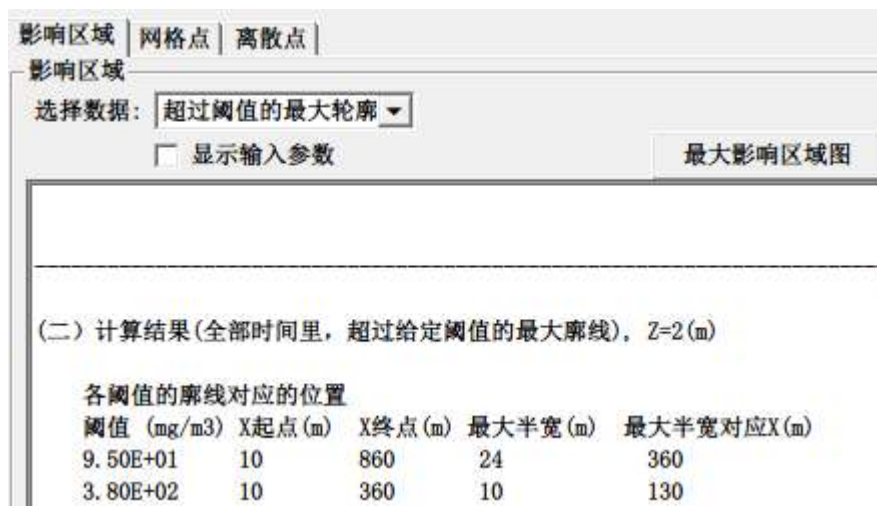 影响区域 网格点 离散点
影响区域
选择数据: 超过阈值的最大轮廓
显示输入参数 最大影响区域图
(二) 计算结果(全部时间里, 超过给定阈值的最大廓线), Z=2(m)
各阈值的廓线对应的位置
阈值 (mg/m3) X起点(m) X终点(m) 最大半宽(m) 最大半宽对应X(m)
9.50E+01 10 860 24 360
3.80E+02 10 360 10 130